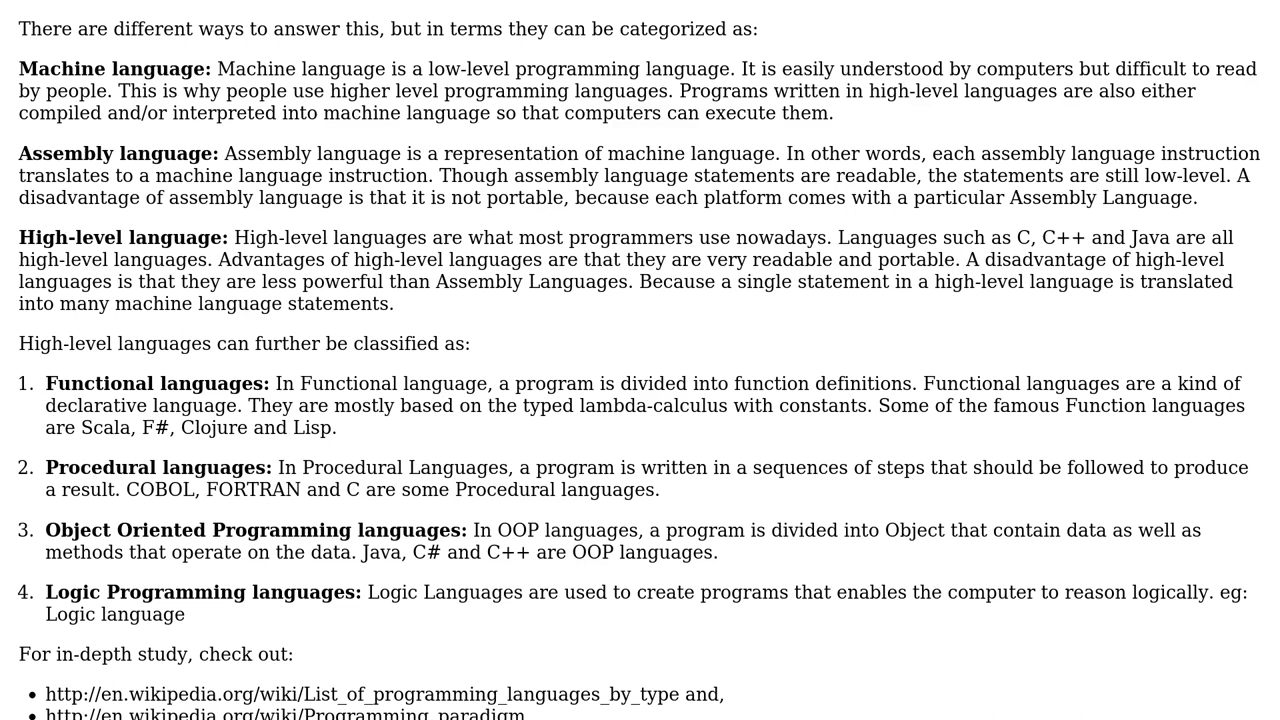 There are different ways to answer this, but in terms they can be categorized as:
Machine language: Machine language is a low-level programming language. It is easily understood by computers but difficult to read
by people. This is why people use higher level programming languages. Programs written in high-level languages are also either
compiled and/or interpreted into machine language so that computers can execute them.
Assembly language: Assembly language is a representation of machine language. In other words, each assembly language instruction
translates to a machine language instruction. Though assembly language statements are readable, the statements are still low-level. A
disadvantage of assembly language is that it is not portable, because each platform comes with a particular Assembly Language.
High-level language: High-level languages are what most programmers use nowadays. Languages such as C, C++ and Java are all
high-level languages. Advantages of high-level languages are that they are very readable and portable. A disadvantage of high-level
languages is that they are less powerful than Assembly Languages. Because a single statement in a high-level language is translated
into many machine language statements.
High-level languages can further be classified as:
1. Functional languages: In Functional language, a program is divided into function definitions. Functional languages are a kind of
declarative language. They are mostly based on the typed lambda-calculus with constants. Some of the famous Function languages
are Scala, F#, Clojure and Lisp.
2. Procedural languages: In Procedural Languages, a program is written in a sequences of steps that should be followed to produce
a result. COBOL, FORTRAN and C are some Procedural languages.
3. Object Oriented Programming languages: In OOP languages, a program is divided into Object that contain data as well as
methods that operate on the data. Java, C# and C++ are OOP languages.
4. Logic Programming languages: Logic Languages are used to create programs that enables the computer to reason logically. eg:
Logic language
For in-depth study, check out:
• http://en.wikipedia.org/wiki/List_of_programming_languages_by_type and,
• http://en.wikipedia.org/wiki/Programming_paradigm